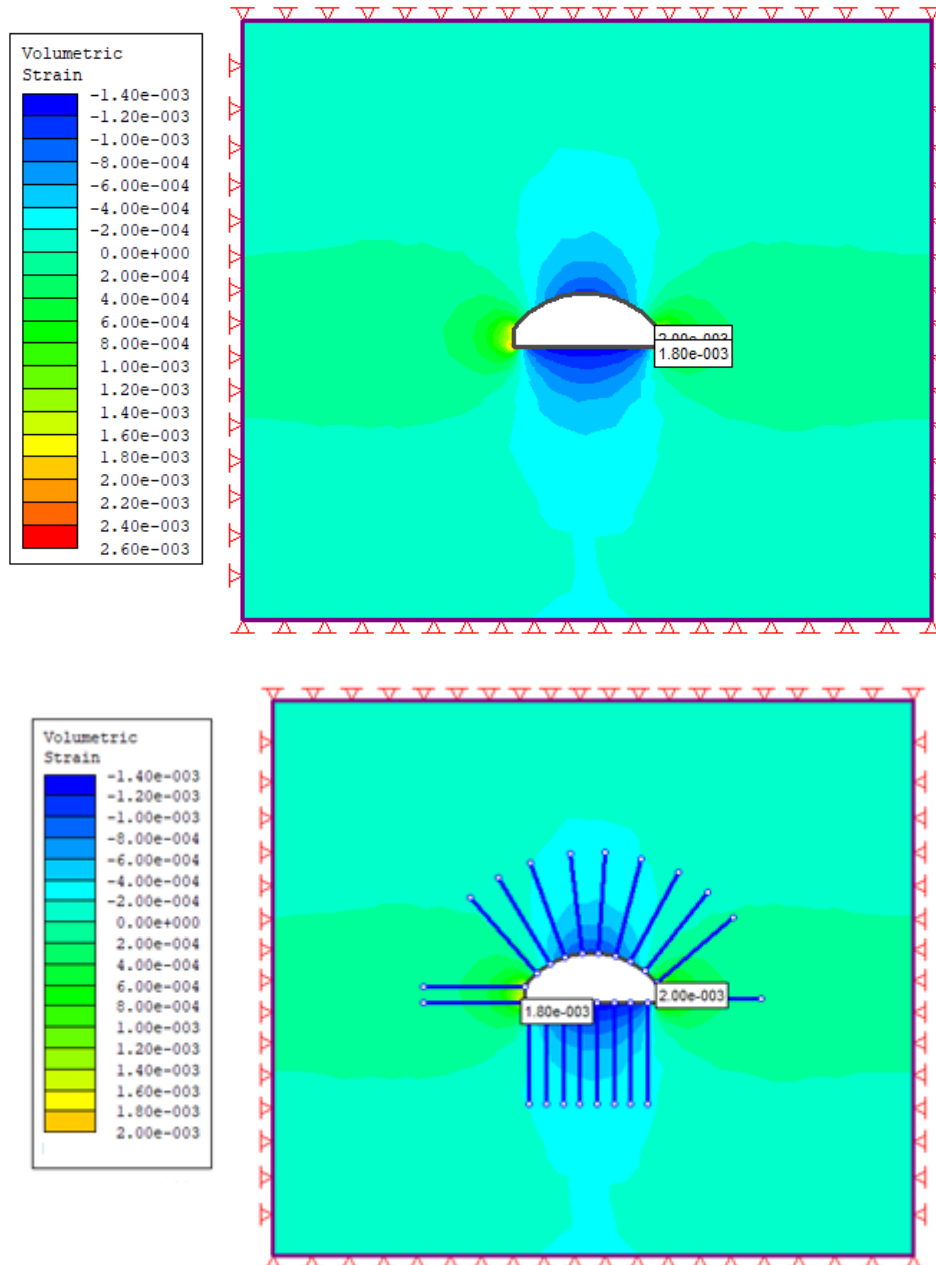 Volumetric
Strain
-1.40e-003
-1.20e-003
-1.00e-003
-8.00e-004
-6.00e-004
-4.00e-004
-2.00e-004
0.00e+000
2.00e-004
4.00e-004
6.00e-004
8.00e-004
1.00e-003
1.20e-003
1.40e-003
1.60e-003
1.80e-003
2.00e-003
2.20e-003
2.40e-003
2.60e-003
2.00e-003
1.80e-003
Volumetric
Strain
-1.40e-003
-1.20e-003
-1.00e-003
-8.00e-004
-6.00e-004
-4.00e-004
-2.00e-004
0.00e+000
2.00e-004
4.00e-004
6.00e-004
8.00e-004
1.00e-003
1.20e-003
1.40e-003
1.60e-003
1.80e-003
2.00e-003
2.00e-003
1.80e-003